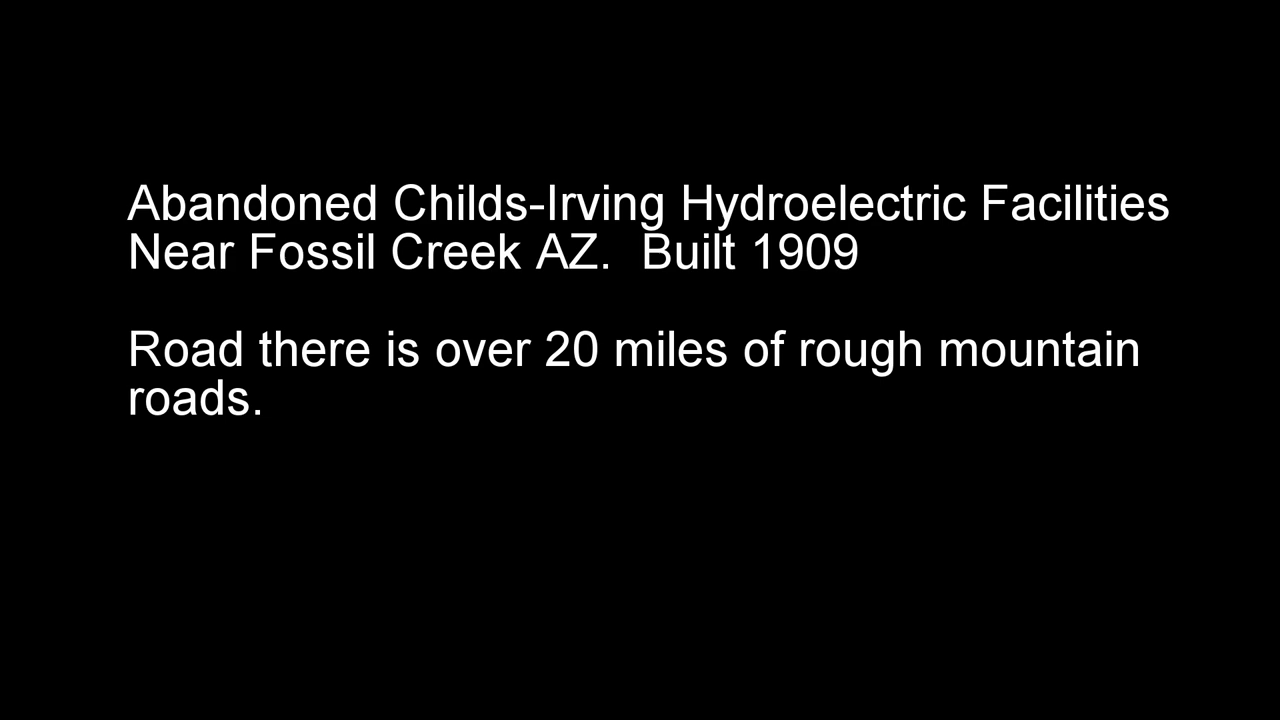 Abandoned Childs-Irving Hydroelectric Facilities
Near Fossil Creek AZ.  Built 1909
Road there is over 20 miles of rough mountain
roads.